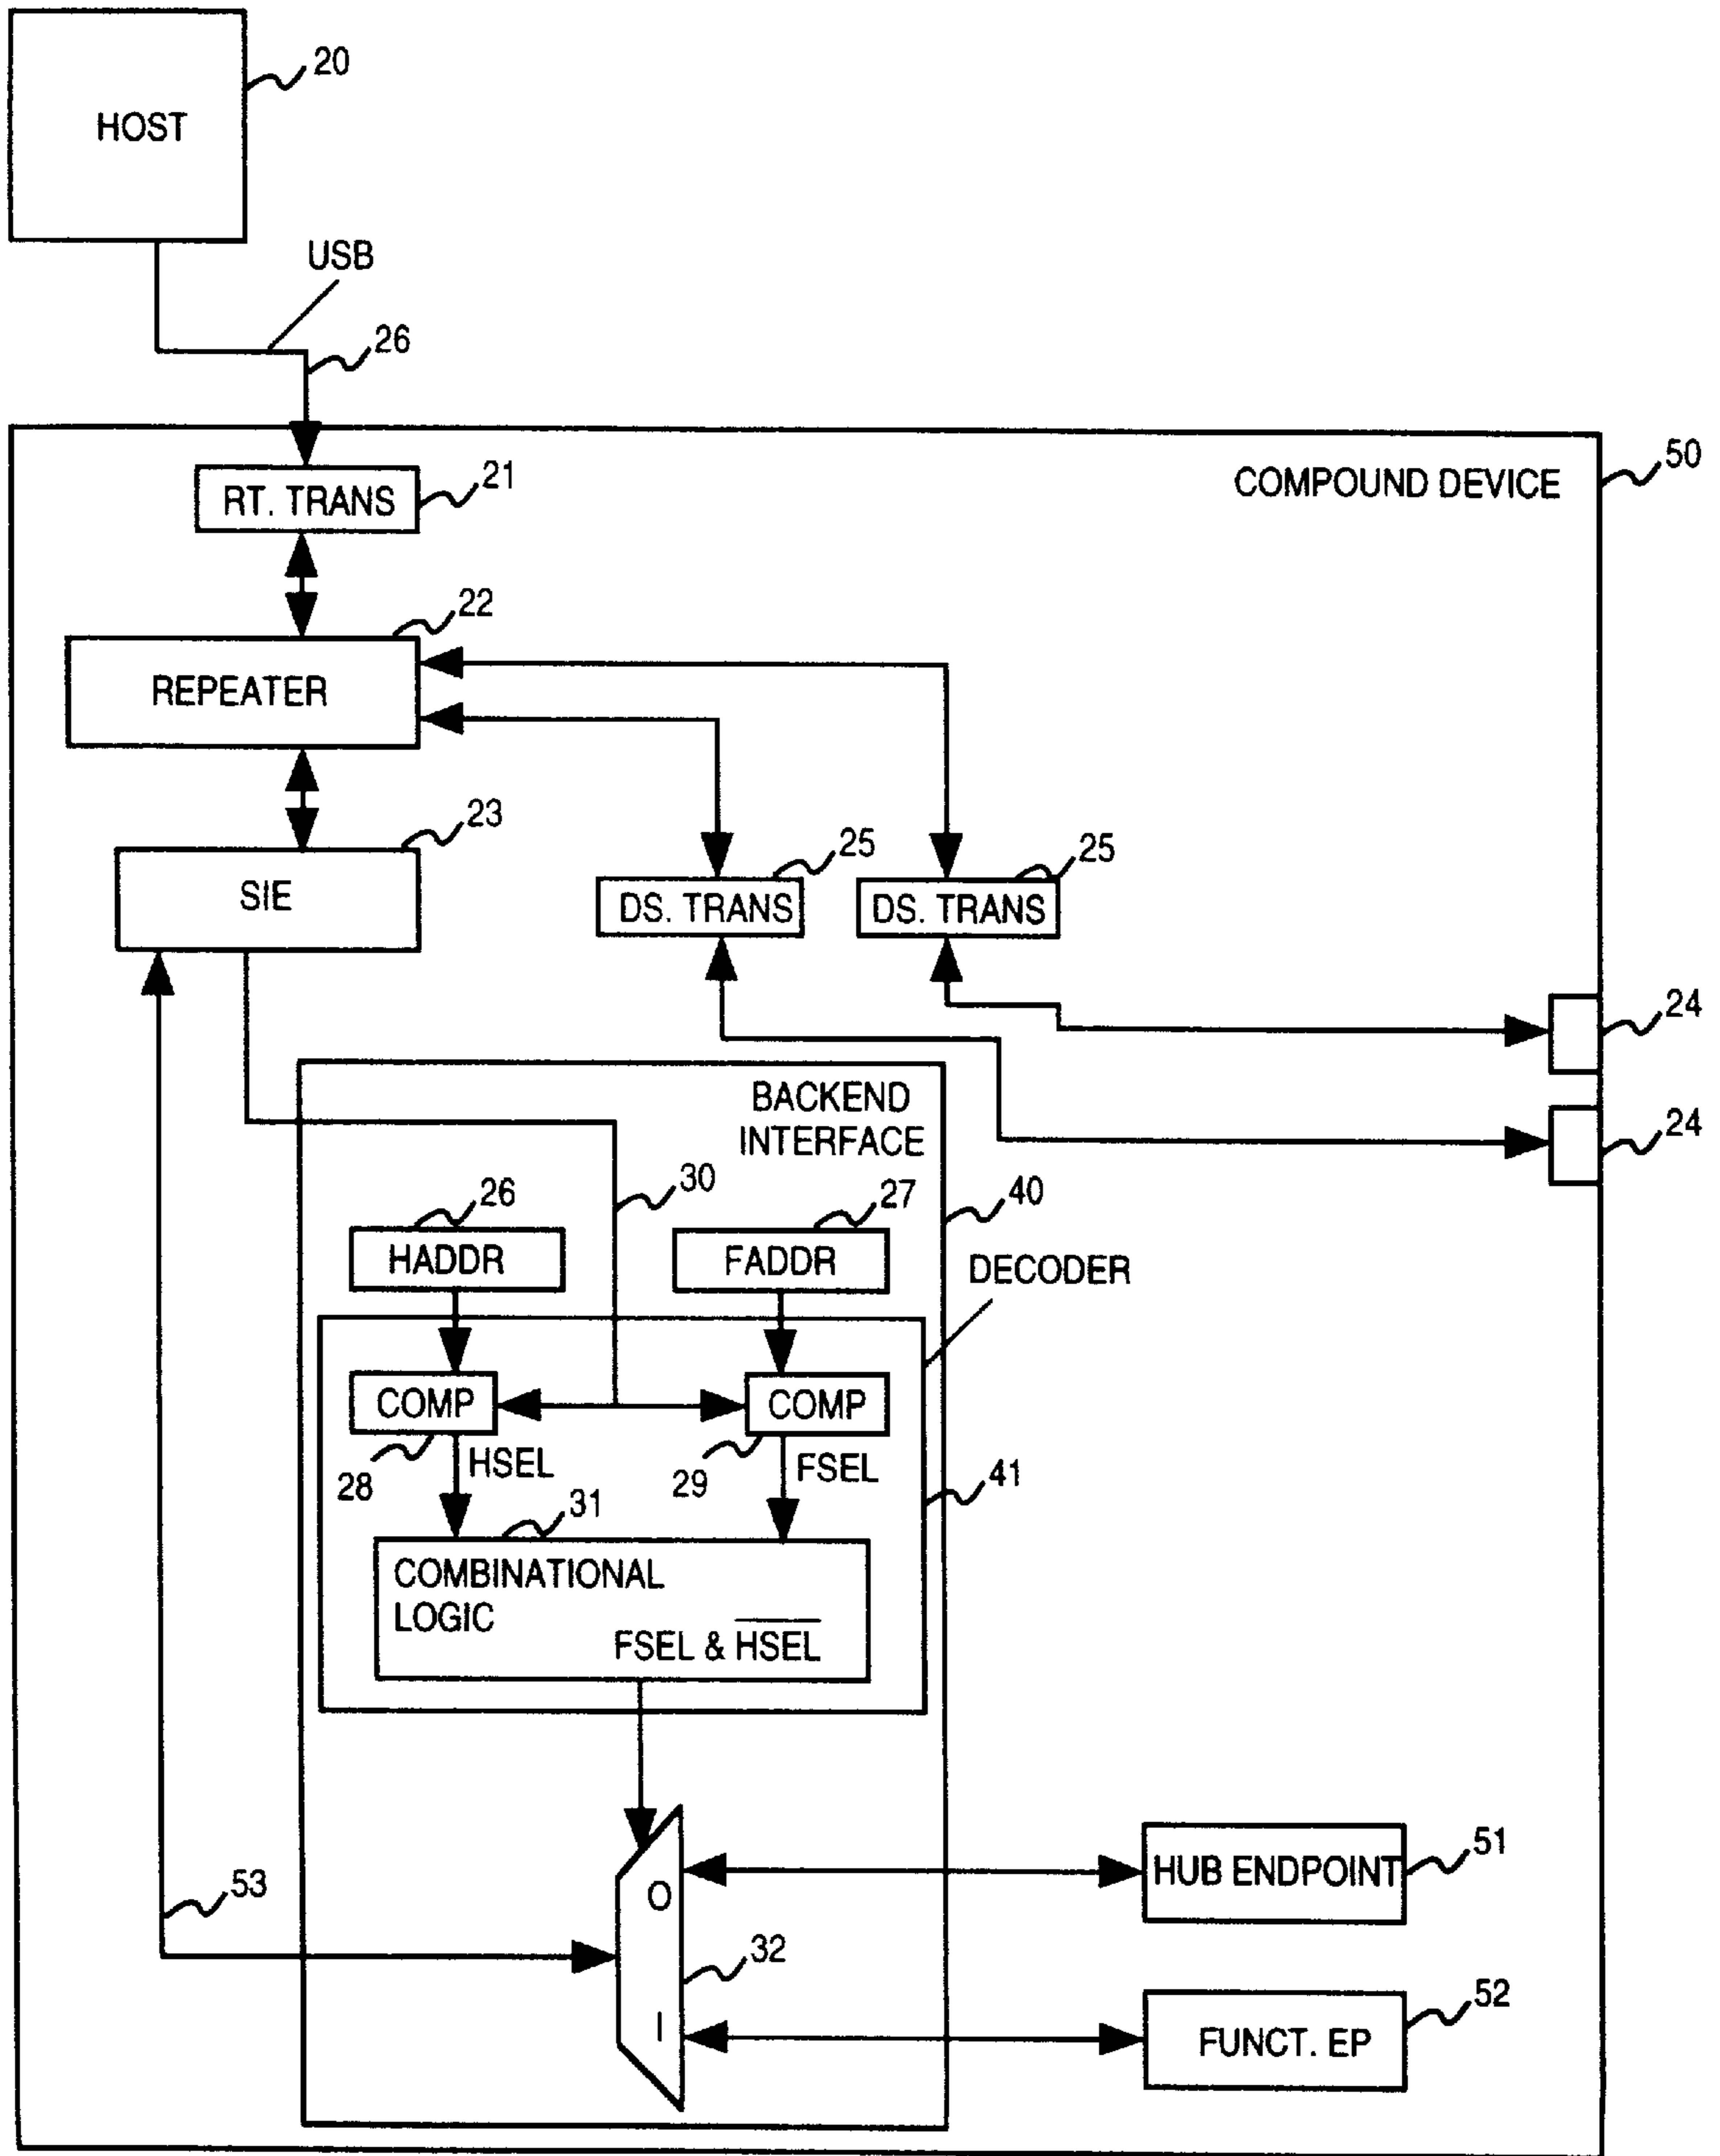 20
HOST
USB
26
50
COMPOUND DEVICE
21
RT. TRANS
22
REPEATER
23
SIE
25
25
DS. TRANS
DS. TRANS
24
24
BACKEND
INTERFACE
30
40
26
27
HADDR
FADDR
DECODER
COMP
COMP
28
HSEL
29
FSEL
41
31
COMBINATIONAL
LOGIC
FSEL & H̅S̅E̅L̅
51
HUB ENDPOINT
O
53
32
I
52
FUNCT. EP